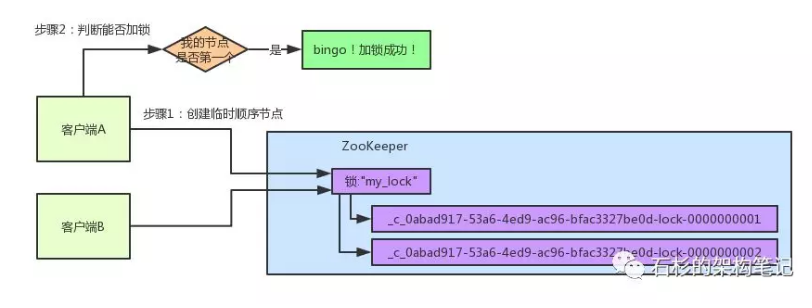 步骤2：判断能否加锁
我的节点
是否第一个
是
bingo！加锁成功！
步骤1：创建临时顺序节点
客户端A
ZooKeeper
锁:"my_lock"
客户端B
_c_0abad917-53a6-4ed9-ac96-bfac3327be0d-lock-0000000001
_c_0abad917-53a6-4ed9-ac96-bfac3327be0d-lock-0000000002
石杉的架构笔记